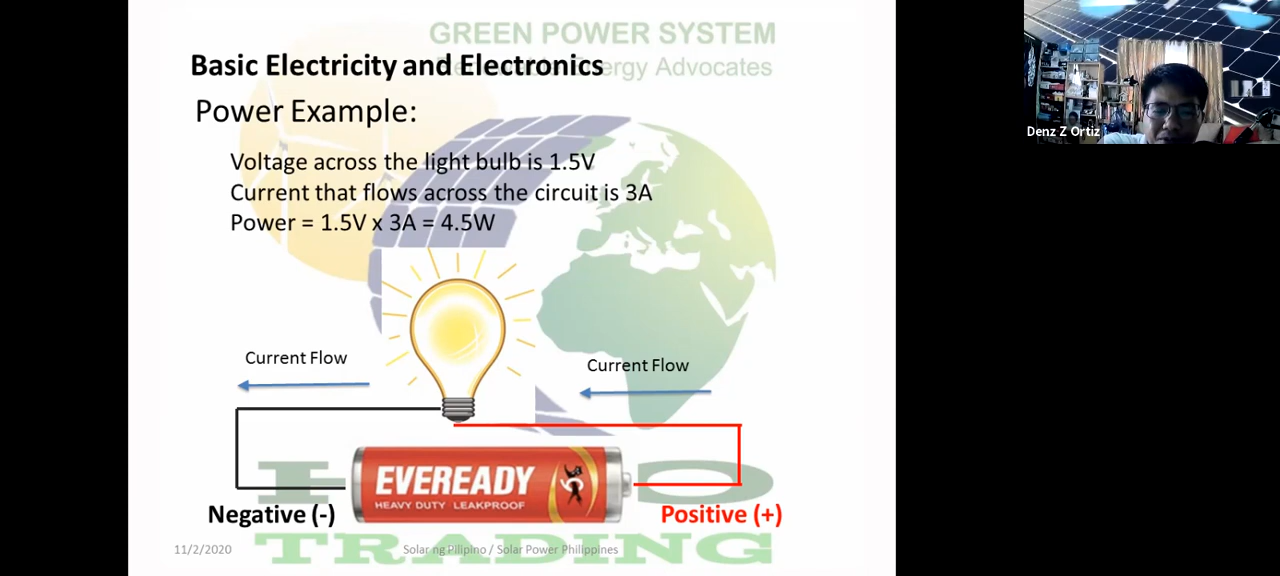 GREEN POWER SYSTEM
Basic Electricity and Electronics
ergy Advocates
Power Example:
Denz Z Ortiz
Voltage across the light bulb is 1.5V
Current that flows across the circuit is 3A
Power = 1.5V x 3A = 4.5W
Current Flow
Current Flow
EVEREADY
HEAVY DUTY LEAKPROOF
Negative (-)
Positive (+)
11/2/2020
Solar ng Pilipino / Solar Power Philippines
TRADING